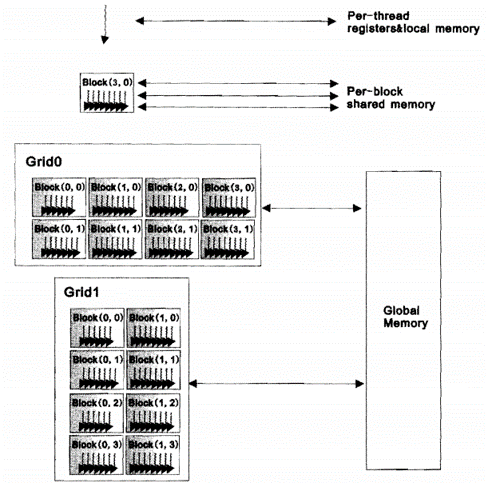 Per-thread
registers&local memory
Block(3, 0)
Per-block
shared memory
Grid0
Block(0, 0) Block(1, 0) Block(2, 0) Block(3, 0)
Block(0, 1) Block(1, 1) Block(2, 1) Block(3, 1)
Grid1
Block(0, 0) Block(1, 0)
Block(0, 1) Block(1, 1)
Block(0, 2) Block(1, 2)
Block(0, 3) Block(1, 3)
Global
Memory